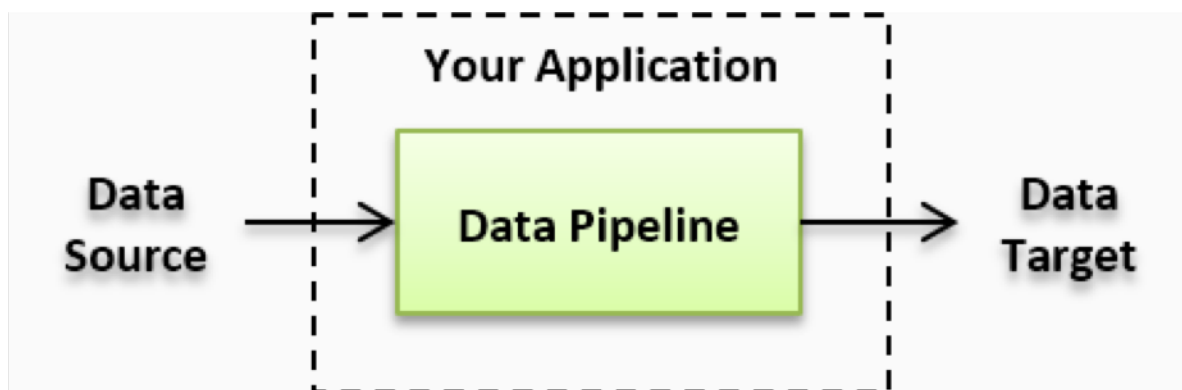 Your Application
Data
Source
Data Pipeline
Data
Target